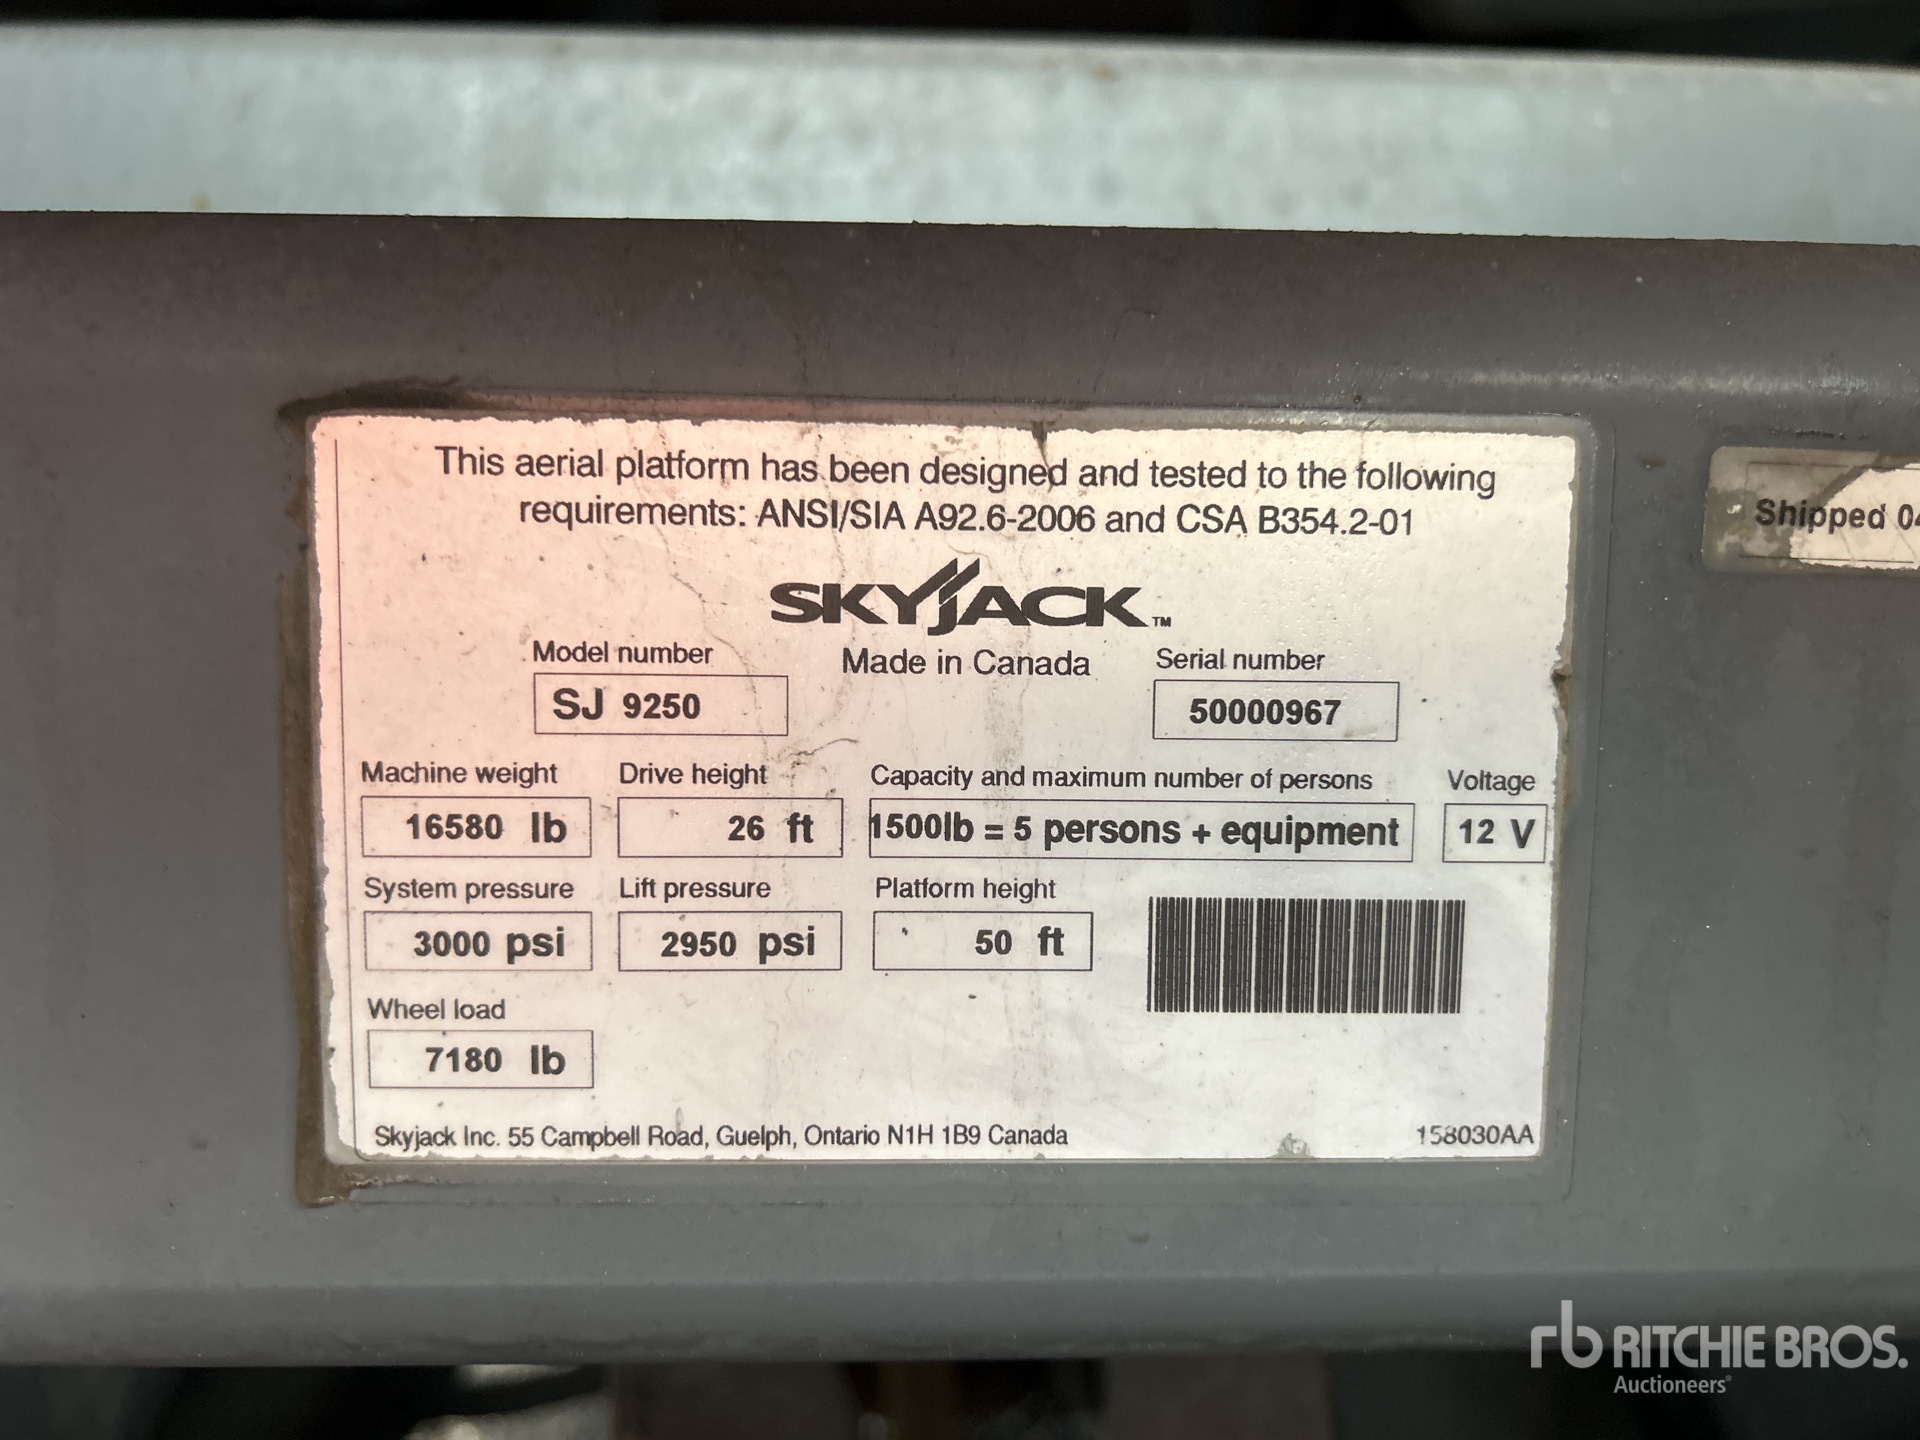 This aerial platform has been designed and tested to the following
requirements: ANSI/SIA A92.6-2006 and CSA B354.2-01
SKYJACK™
Made in Canada
Model number
SJ 9250
Serial number
50000967
Machine weight
16580 lb
Drive height
26 ft
Capacity and maximum number of persons
1500lb = 5 persons + equipment
Voltage
12 V
System pressure
3000 psi
Lift pressure
2950 psi
Platform height
50 ft
Wheel load
7180 lb
Skyjack Inc. 55 Campbell Road, Guelph, Ontario N1H 1B9 Canada
158030AA
Shipped
rb RITCHIE BROS.
Auctioneers®